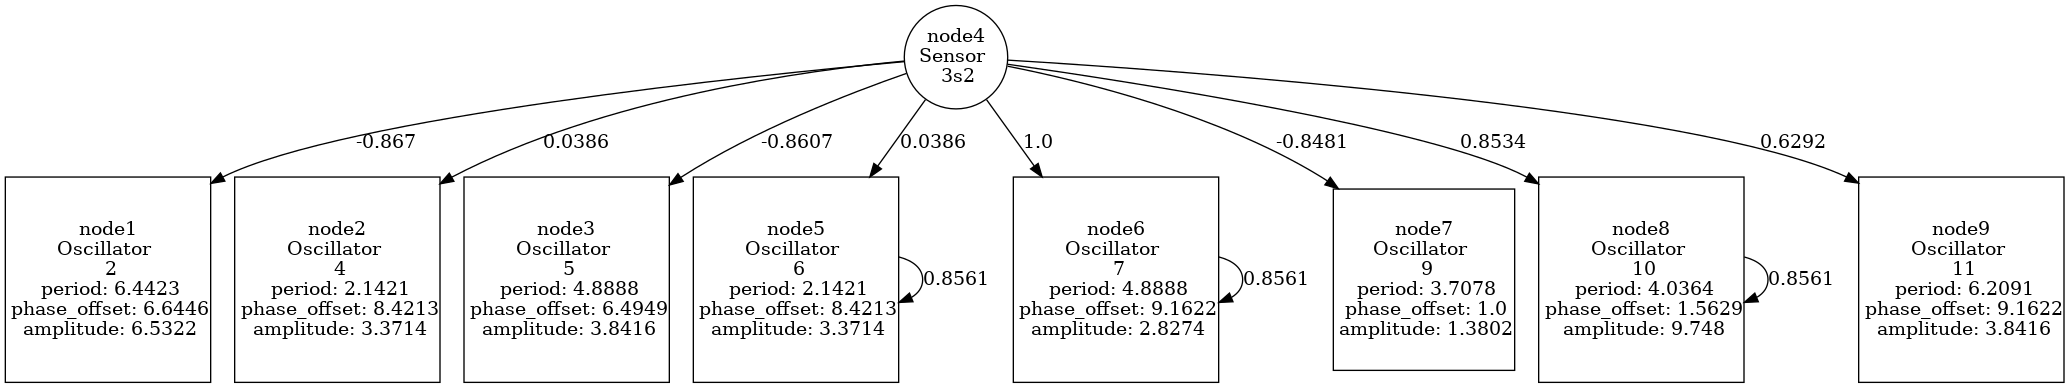 node4
Sensor
3s2
-0.867
0.0386
-0.8607
0.0386
1.0
-0.8481
0.8534
0.6292
node1
Oscillator
2
period: 6.4423
phase_offset: 6.6446
amplitude: 6.5322
node2
Oscillator
4
period: 2.1421
phase_offset: 8.4213
amplitude: 3.3714
node3
Oscillator
5
period: 4.8888
phase_offset: 6.4949
amplitude: 3.8416
node5
Oscillator
6
period: 2.1421
phase_offset: 8.4213
amplitude: 3.3714
0.8561
node6
Oscillator
7
period: 4.8888
phase_offset: 9.1622
amplitude: 2.8274
0.8561
node7
Oscillator
9
period: 3.7078
phase_offset: 1.0
amplitude: 1.3802
node8
Oscillator
10
period: 4.0364
phase_offset: 1.5629
amplitude: 9.748
0.8561
node9
Oscillator
11
period: 6.2091
phase_offset: 9.1622
amplitude: 3.8416